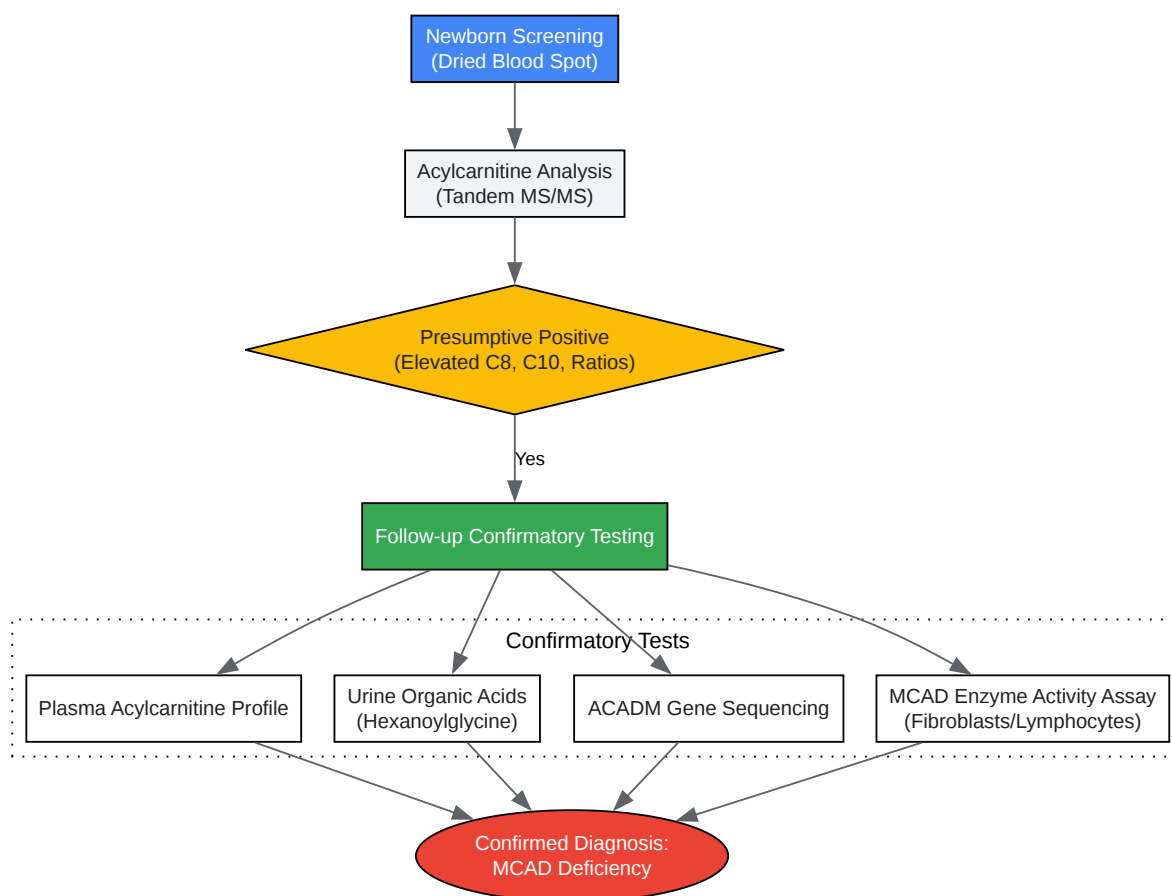 Newborn Screening
(Dried Blood Spot)
Acylcarnitine Analysis
(Tandem MS/MS)
Presumptive Positive
(Elevated C8, C10, Ratios)
Yes
Follow-up Confirmatory Testing
Confirmatory Tests
Plasma Acylcarnitine Profile
Urine Organic Acids
(Hexanoylglycine)
ACADM Gene Sequencing
MCAD Enzyme Activity Assay
(Fibroblasts/Lymphocytes)
Confirmed Diagnosis:
MCAD Deficiency